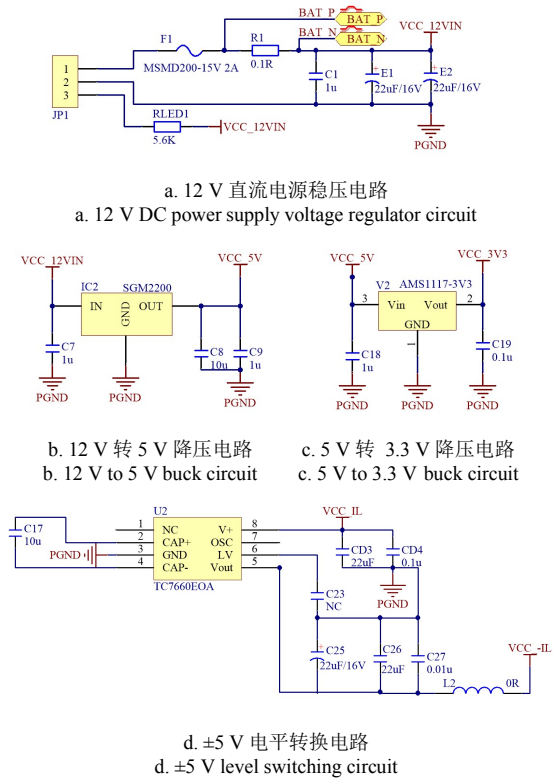 BAT_P
BAT_P
BAT_N
BAT_N
VCC_12VIN
F1
R1
MSMD200-15V 2A
0.1R
C1
1u
E1
22uF/16V
E2
22uF/16V
1
2
3
JP1
RLED1
5.6K
VCC_12VIN
PGND
a. 12 V 直流电源稳压电路
a. 12 V DC power supply voltage regulator circuit
VCC_12VIN
IC2
SGM2200
VCC_5V
IN
GND
OUT
C7
1u
C8
10u
C9
1u
PGND
PGND
PGND
VCC_5V
V2
AMS1117-3V3
VCC_3V3
3
Vin
Vout
2
GND
1
C18
1u
C19
0.1u
PGND
PGND
PGND
b. 12 V 转 5 V 降压电路
b. 12 V to 5 V buck circuit
c. 5 V 转 3.3 V 降压电路
c. 5 V to 3.3 V buck circuit
U2
VCC_IL
C17
10u
PGND
1
2
3
4
NC
CAP+
GND
CAP-
V+
OSC
LV
Vout
8
7
6
5
TC7660EOA
CD3
22uF
CD4
0.1u
PGND
C23
NC
C25
22uF/16V
C26
22uF
C27
0.01u
VCC_-IL
L2
0R
d. ±5 V 电平转换电路
d. ±5 V level switching circuit